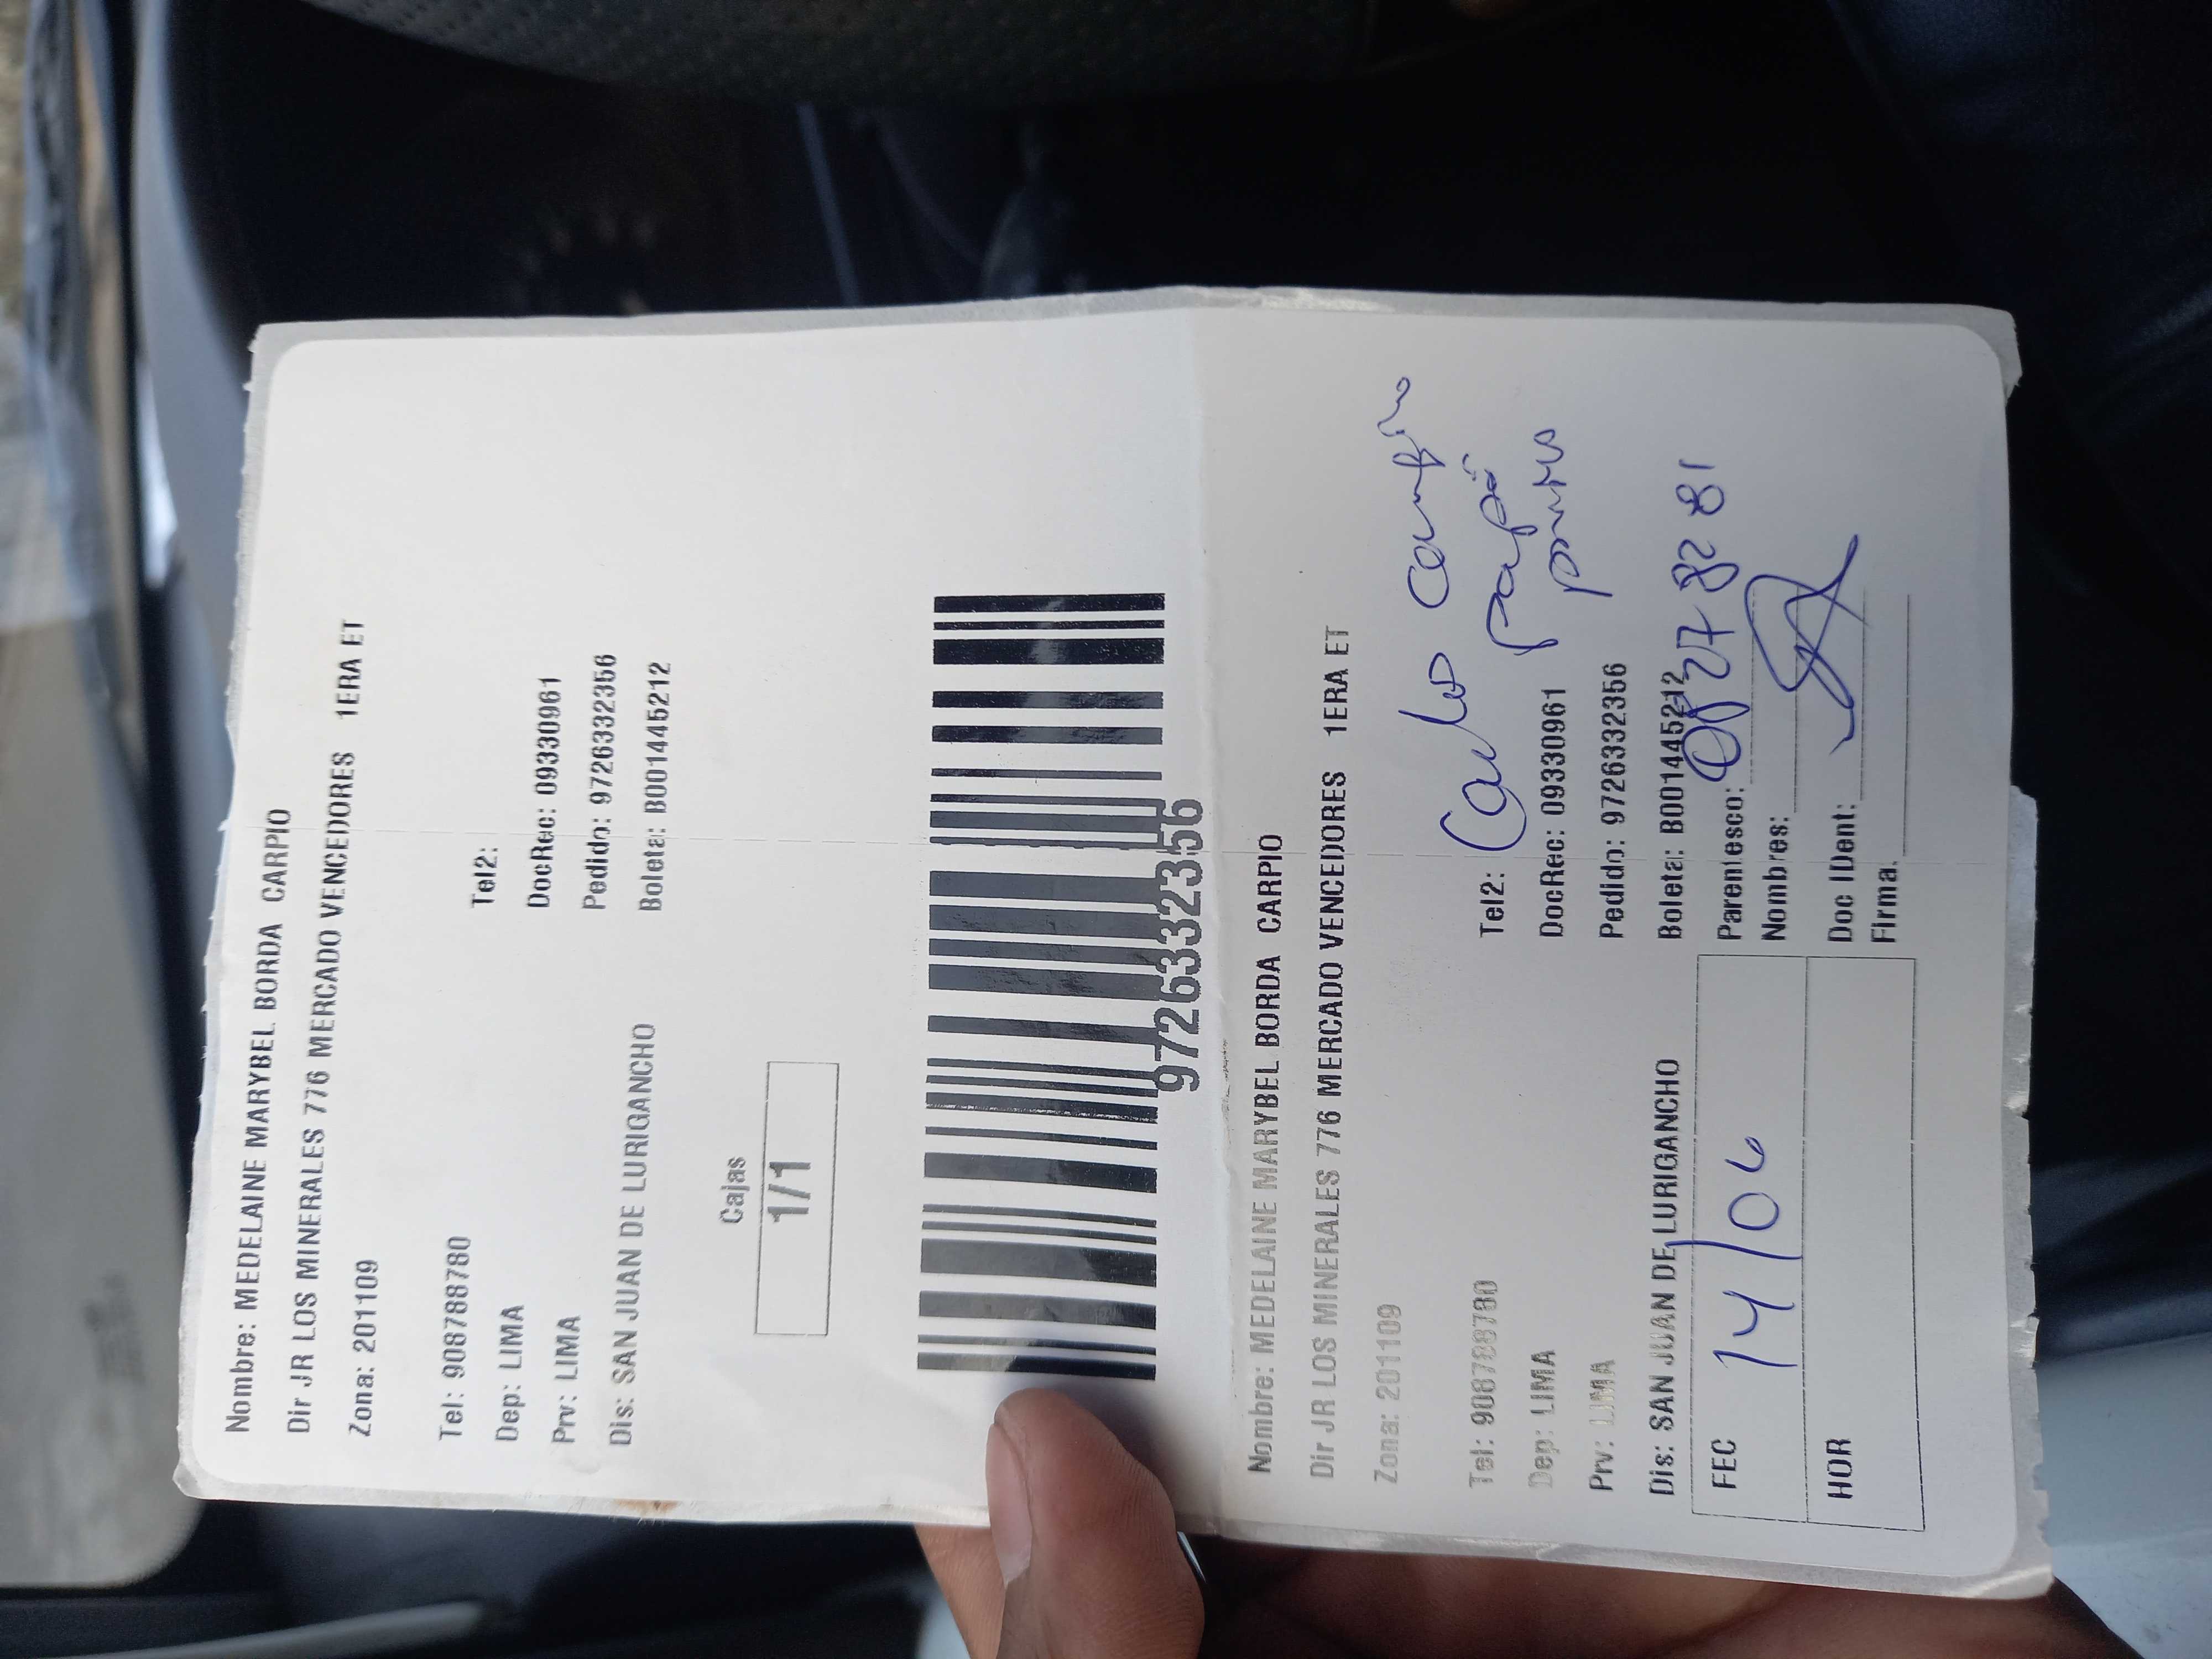 Nombre: MEDELAINE MARYBEL BORDA CARPIO
Dir JR LOS MINERALES 776 MERCADO VENCEDORES 1ERA ET
Zona: 201109
Tel: 908788780 Tel2:
Dep: LIMA DocRec: 09330961
Prv: LIMA Pedido: 972633232356
Dis: SAN JUAN DE LURIGANCHO Boleta: B001445212
Cajas
1/1
972633232356
Nombre: MEDELAINE MARYBEL BORDA CARPIO
Dir JR LOS MINERALES 776 MERCADO VENCEDORES 1ERA ET
Zona: 201109
Carlos
papá
Tel: 908788780 Tel2:
Dep: LIMA DocRec: 09330961
Prv: LIMA Pedido: 972633232356
Dis: SAN JUAN DE LURIGANCHO Boleta: B001445212
FEC 14/06 Parentesco:
Nombres:
HOR Doc IDent:
Firma: